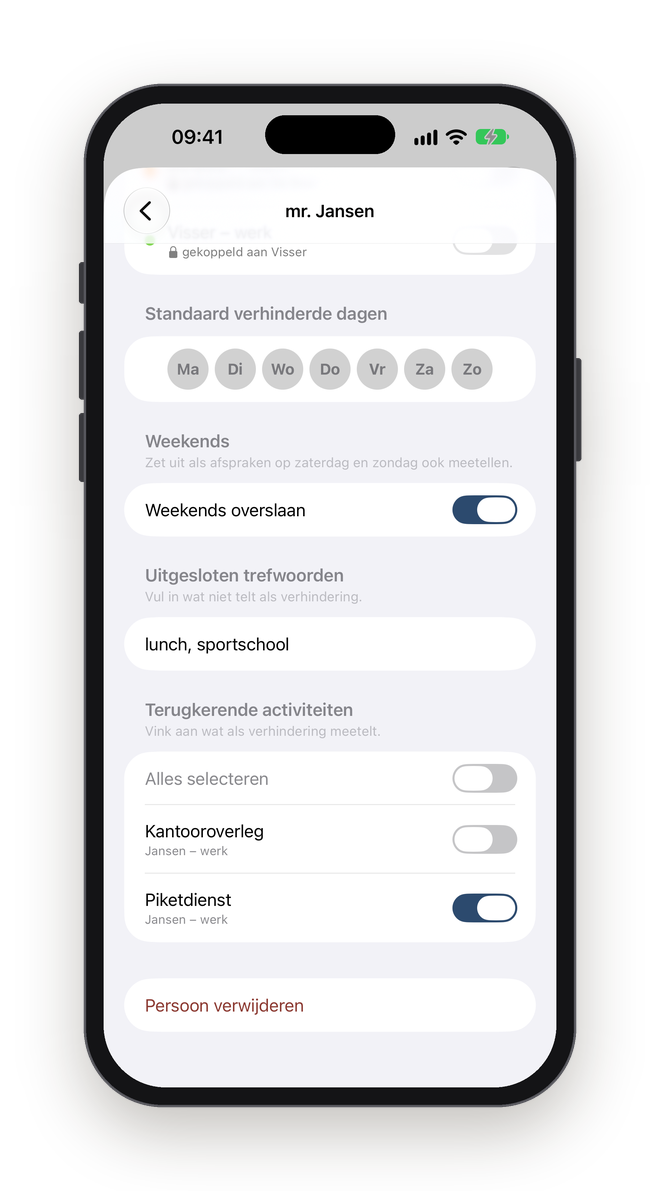 09:41
mr. Jansen
Visser – werk
gekoppeld aan Visser
Standaard verhinderde dagen
Ma Di Wo Do Vr Za Zo
Weekends
Zet uit als afspraken op zaterdag en zondag ook meetellen.
Weekends overslaan
Uitgesloten trefwoorden
Vul in wat niet telt als verhindering.
lunch, sportschool
Terugkerende activiteiten
Vink aan wat als verhindering meetelt.
Alles selecteren
Kantooroverleg
Jansen – werk
Piketdienst
Jansen – werk
Persoon verwijderen